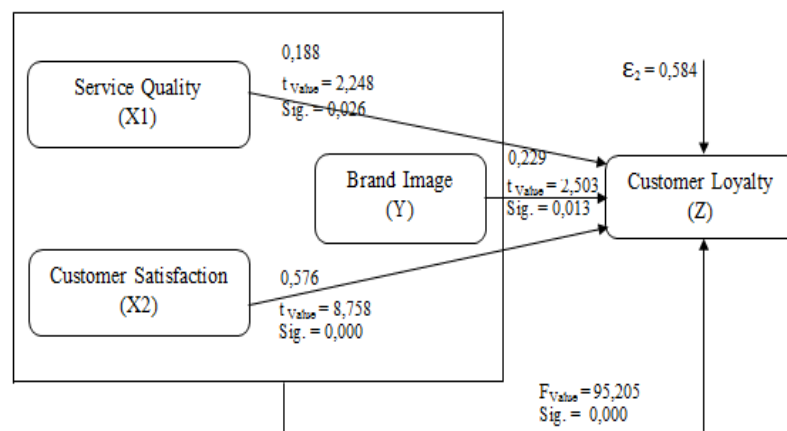 0,188
t Value = 2,248
Sig. = 0,026
Service Quality
(X1)
Ɛ2 = 0,584
0,229
t Value = 2,503
Sig. = 0,013
Brand Image
(Y)
Customer Loyalty
(Z)
Customer Satisfaction
(X2)
0,576
t Value = 8,758
Sig. = 0,000
FValue = 95,205
Sig. = 0,000